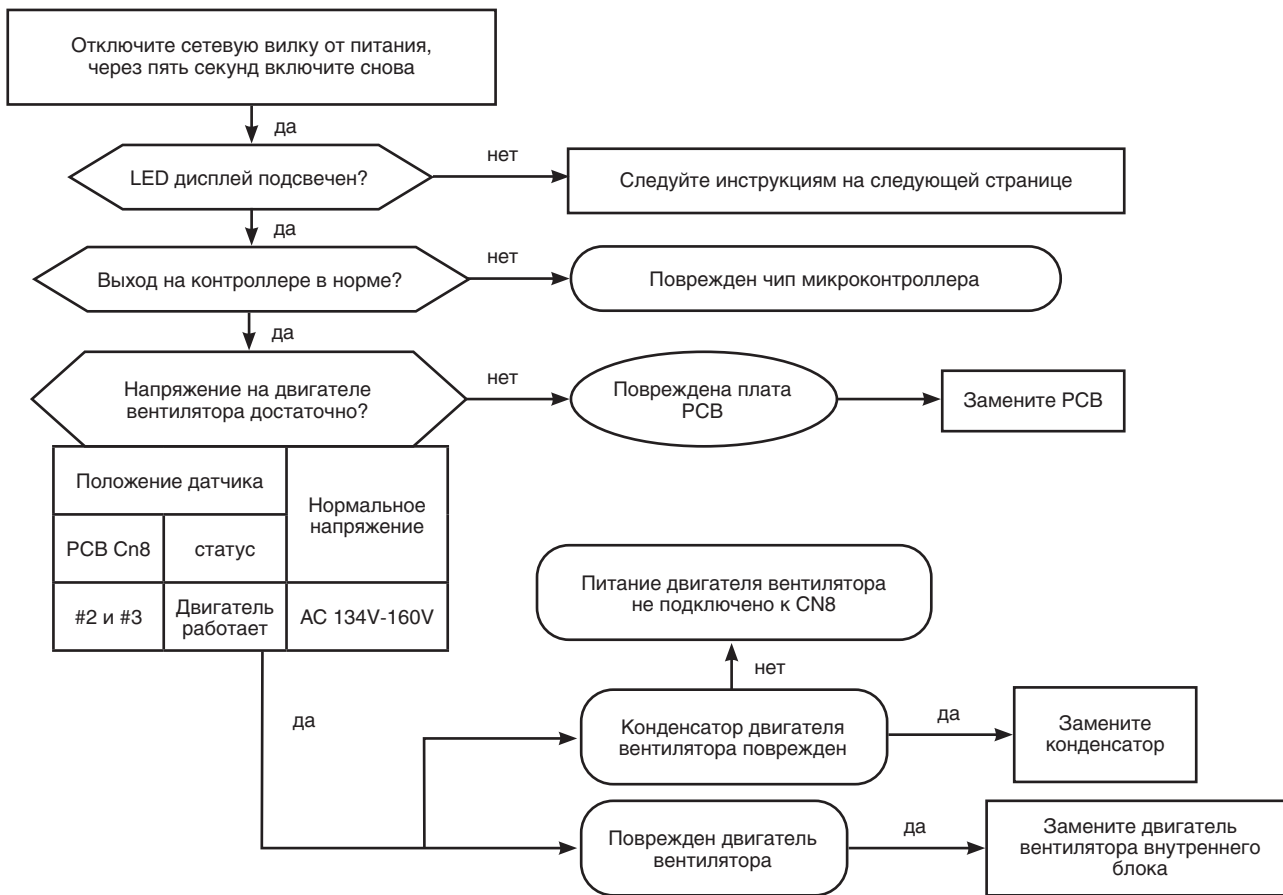 Отключите сетевую вилку от питания,
через пять секунд включите снова
да
LED дисплей подсвечен?
нет
Следуйте инструкциям на следующей странице
да
Выход на контроллере в норме?
нет
Поврежден чип микроконтроллера
да
Напряжение на двигателе
вентилятора достаточно?
нет
Повреждена плата
PCB
Замените PCB
Положение датчика
Нормальное
напряжение
PCB Cn8
статус
#2 и #3
Двигатель
работает
AC 134V-160V
Питание двигателя вентилятора
не подключено к CN8
нет
да
Конденсатор двигателя
вентилятора поврежден
да
Замените
конденсатор
Поврежден двигатель
вентилятора
да
Замените двигатель
вентилятора внутреннего
блока